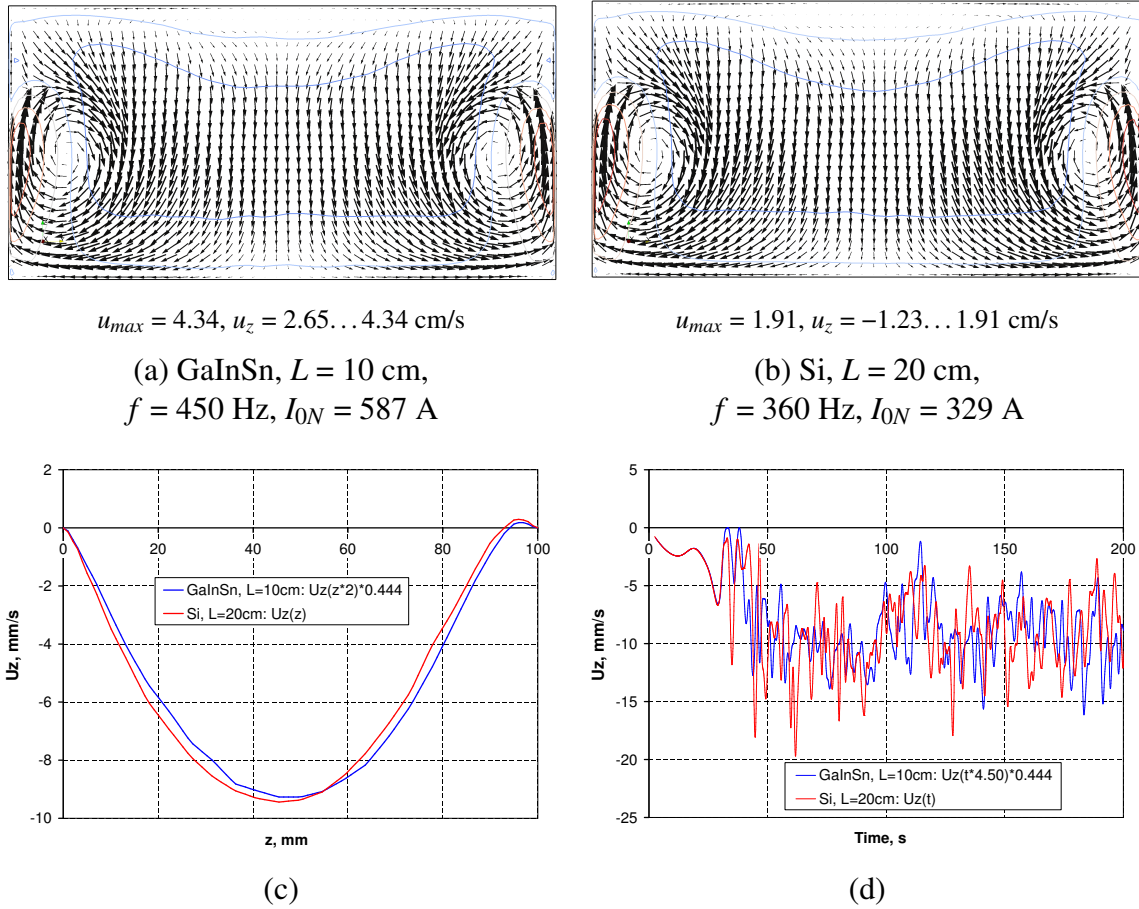 u_max = 4.34, u_z = 2.65…4.34 cm/s
(a) GaInSn, L = 10 cm,
f = 450 Hz, I_0N = 587 A
u_max = 1.91, u_z = −1.23…1.91 cm/s
(b) Si, L = 20 cm,
f = 360 Hz, I_0N = 329 A
2
0
-2
-4
-6
-8
-10
0 20 40 60 80 100
Uz, mm/s
z, mm
GaInSn, L=10cm: Uz(z*2)*0.444
Si, L=20cm: Uz(z)
(c)
5
0
-5
-10
-15
-20
-25
0 50 100 150 200
Uz, mm/s
Time, s
GaInSn, L=10cm: Uz(t*4.50)*0.444
Si, L=20cm: Uz(t)
(d)